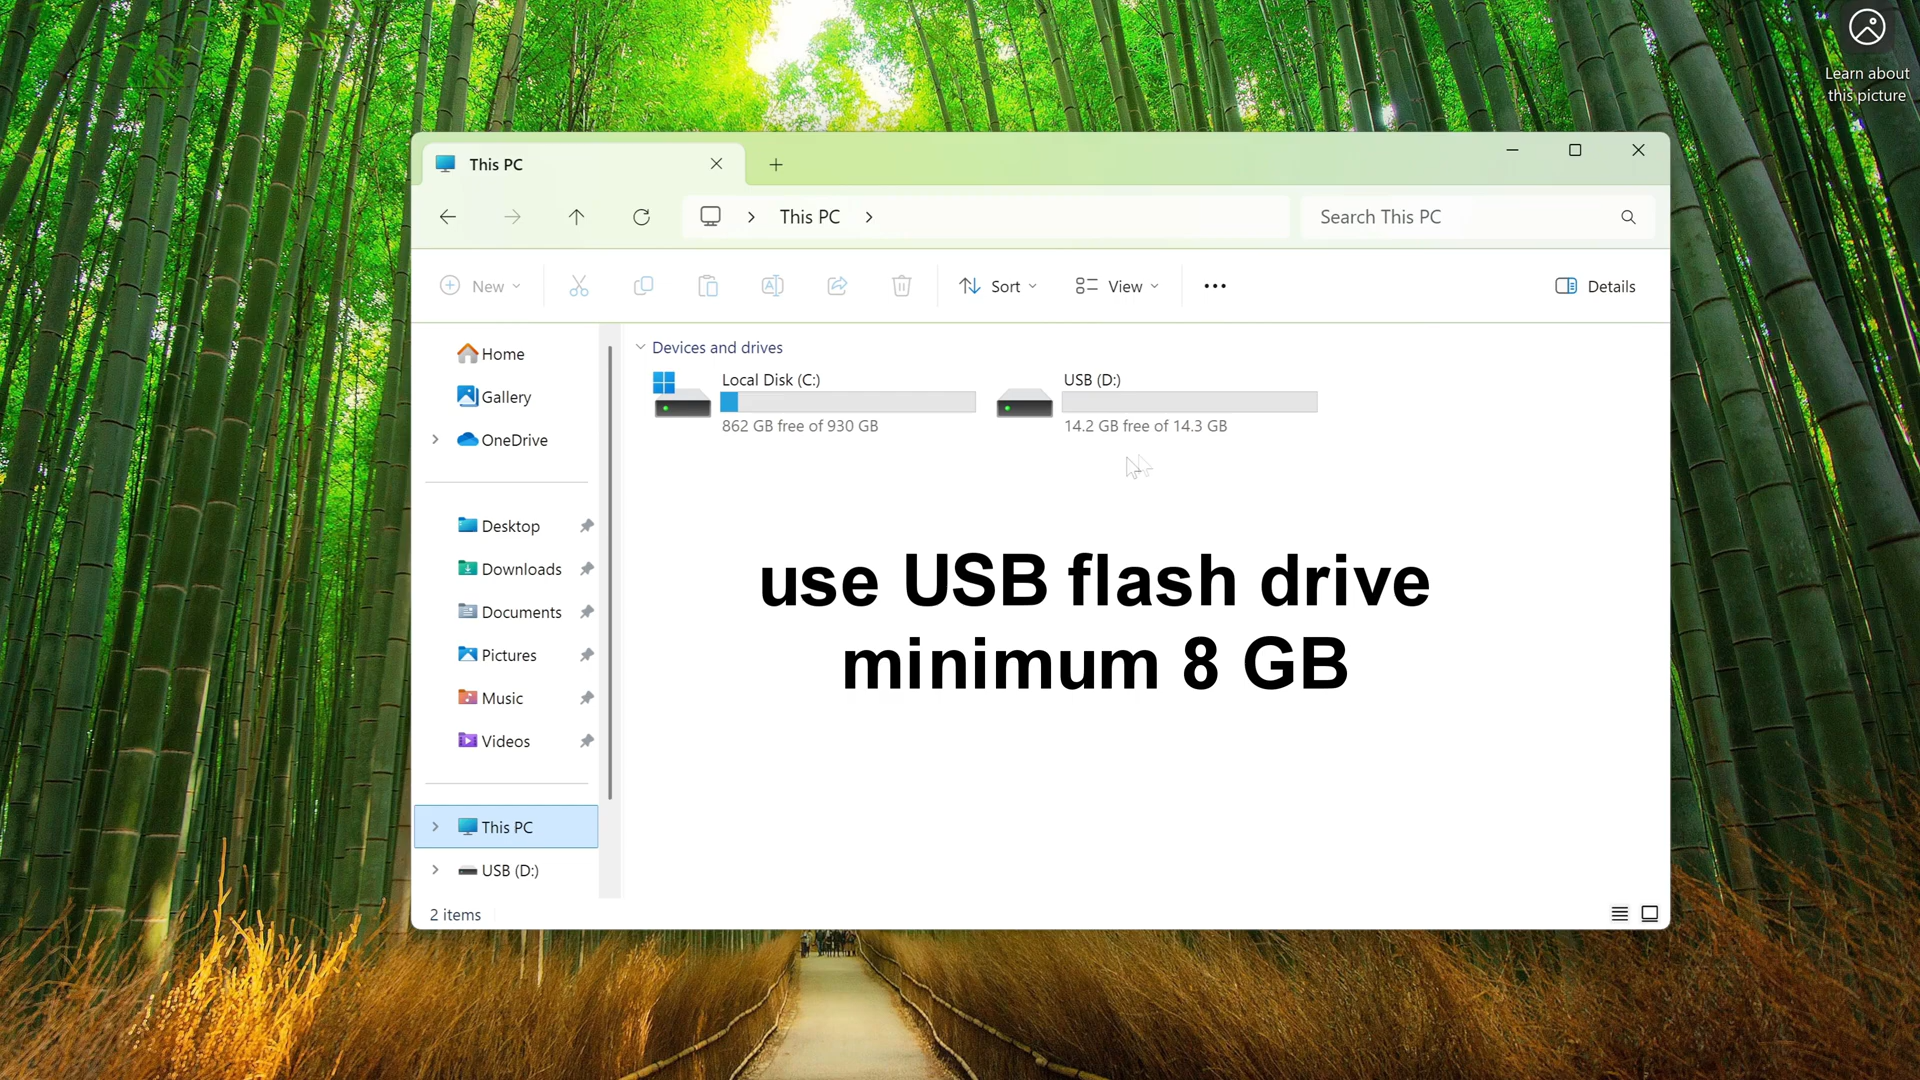 Learn about
this picture
This PC
This PC
Search This PC
New
Sort
View
Details
Home
Gallery
OneDrive
Desktop
Downloads
Documents
Pictures
Music
Videos
This PC
USB (D:)
Devices and drives
Local Disk (C:)
862 GB free of 930 GB
USB (D:)
14.2 GB free of 14.3 GB
use USB flash drive
minimum 8 GB
2 items